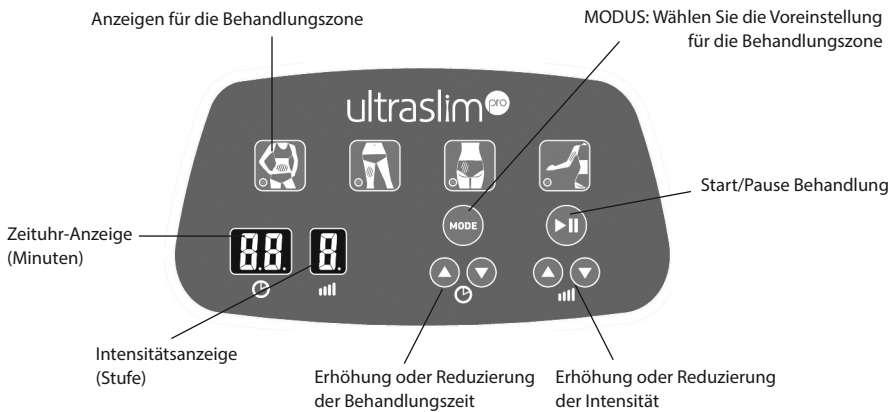 Anzeigen für die Behandlungszone
MODUS: Wählen Sie die Voreinstellung
für die Behandlungszone
ultraslim pro
Start/Pause Behandlung
Zeituhr-Anzeige
(Minuten)
88.
8.
MODE
Intensitätsanzeige
(Stufe)
Erhöhung oder Reduzierung
der Behandlungszeit
Erhöhung oder Reduzierung
der Intensität